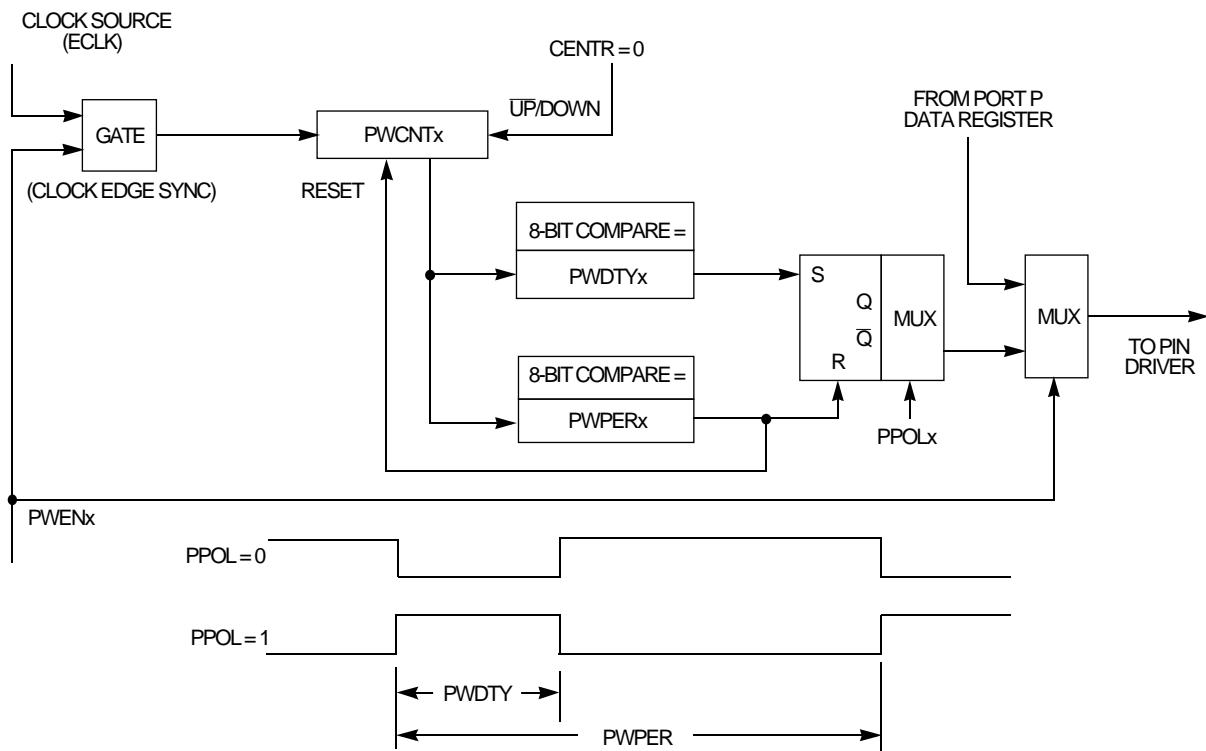 CLOCK SOURCE
(ECLK)
CENTR = 0
U̅P̅/DOWN
FROM PORT P
DATA REGISTER
GATE
PWCNTx
(CLOCK EDGE SYNC)
RESET
8-BIT COMPARE =
PWDTYx
S
Q
Q̅
R
MUX
MUX
TO PIN
DRIVER
8-BIT COMPARE =
PWPERx
PPOLx
PWENx
PPOL = 0
PPOL = 1
PWDTY
PWPER